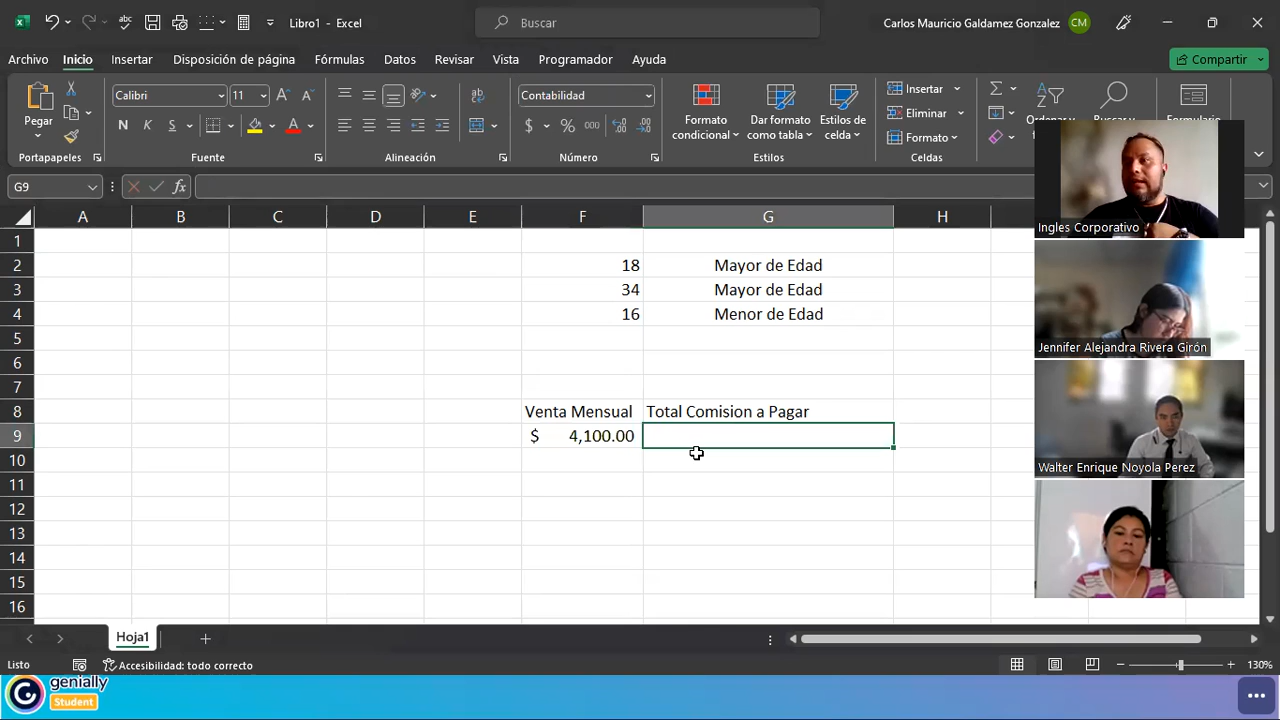 Libro1 - Excel
Buscar
Carlos Mauricio Galdamez Gonzalez
CM
Archivo
Inicio
Insertar
Disposición de página
Fórmulas
Datos
Revisar
Vista
Programador
Ayuda
Compartir
Pegar
Calibri
11
Contabilidad
Formato condicional
Dar formato como tabla
Estilos de celda
Insertar
Eliminar
Formato
Portapapeles
Fuente
Alineación
Número
Estilos
Celdas
G9
A B C D E F G H
1
2 18 Mayor de Edad
3 34 Mayor de Edad
4 16 Menor de Edad
5
6
7
8 Venta Mensual Total Comision a Pagar
9 $ 4,100.00
10
11
12
13
14
15
16
Ingles Corporativo
Jennifer Alejandra Rivera Girón
Walter Enrique Noyola Perez
Hoja1
Listo
Accesibilidad: todo correcto
130%
genially
Student